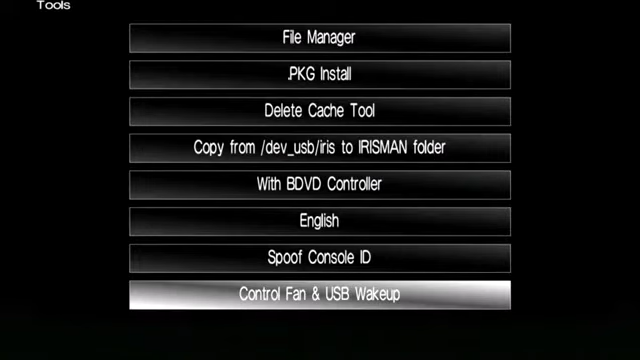 Tools
File Manager
.PKG Install
Delete Cache Tool
Copy from /dev_usb/iris to IRISMAN folder
With BDVD Controller
English
Spoof Console ID
Control Fan & USB Wakeup